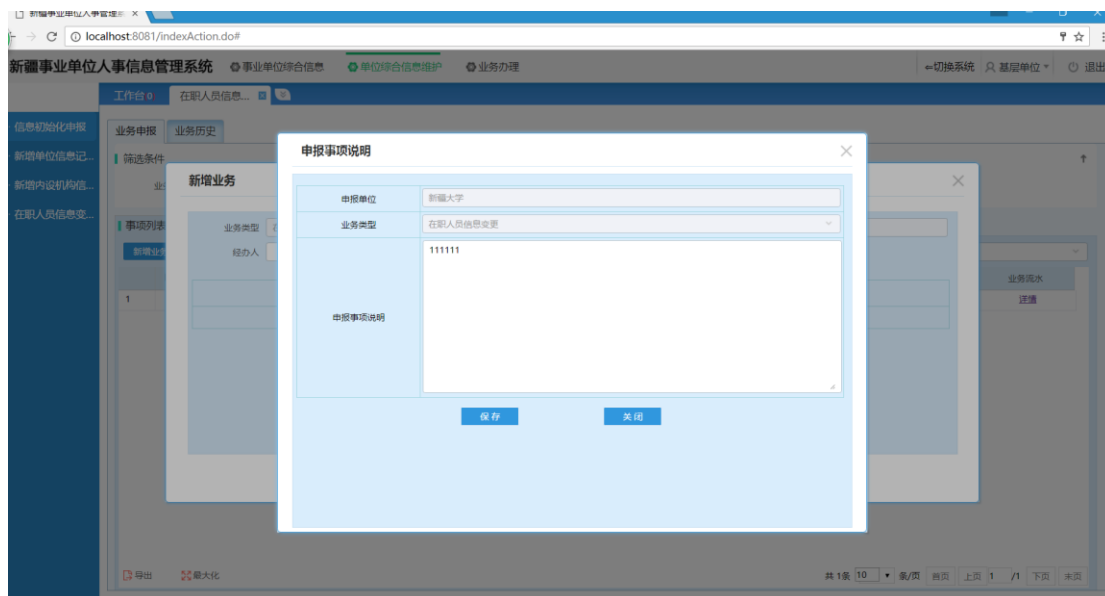 新疆事业单位人事管理系
localhost:8081/indexAction.do#
新疆事业单位人事信息管理系统 事业单位综合信息 单位综合信息维护 业务办理 切换系统 基层单位 退出
工作台 0 在职人员信息...
信息初始化申报
新增单位信息记...
新增内设机构信...
在职人员信息变...
业务申报 业务历史
筛选条件
申报事项说明
新增业务
申报单位 新疆大学
业务类型 在职人员信息变更
事项列表
业务类型
新增业务
经办人
111111
业务流水
1 详情
申报事项说明
保存 关闭
导出 最大化 共 1条 10 条/页 首页 上页 1 /1 下页 末页